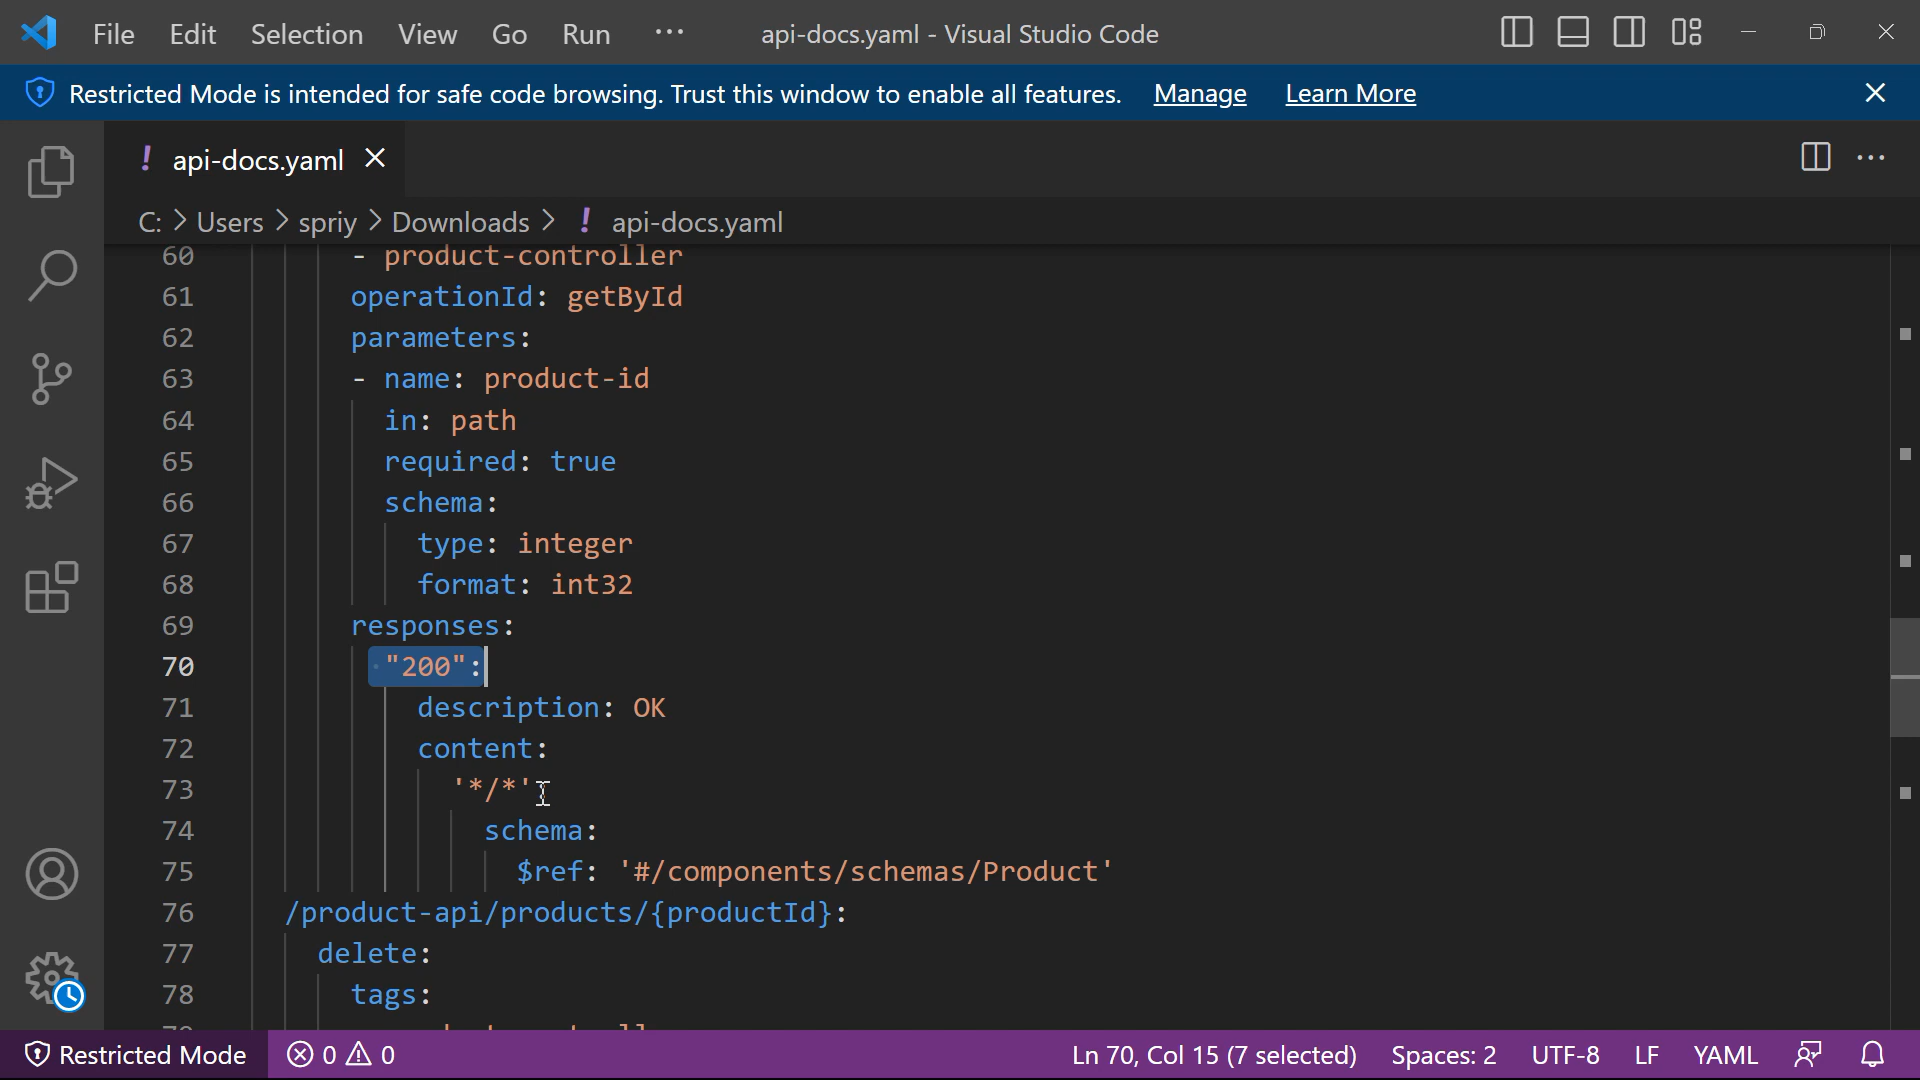 File Edit Selection View Go Run ··· api-docs.yaml - Visual Studio Code
Restricted Mode is intended for safe code browsing. Trust this window to enable all features. Manage Learn More
! api-docs.yaml
C: > Users > spriy > Downloads > ! api-docs.yaml
60 - product-controller
61 operationId: getById
62 parameters:
63 - name: product-id
64 in: path
65 required: true
66 schema:
67 type: integer
68 format: int32
69 responses:
70 "200":
71 description: OK
72 content:
73 '*/*':
74 schema:
75 $ref: '#/components/schemas/Product'
76 /product-api/products/{productId}:
77 delete:
78 tags:
Restricted Mode 0 0 Ln 70, Col 15 (7 selected) Spaces: 2 UTF-8 LF YAML